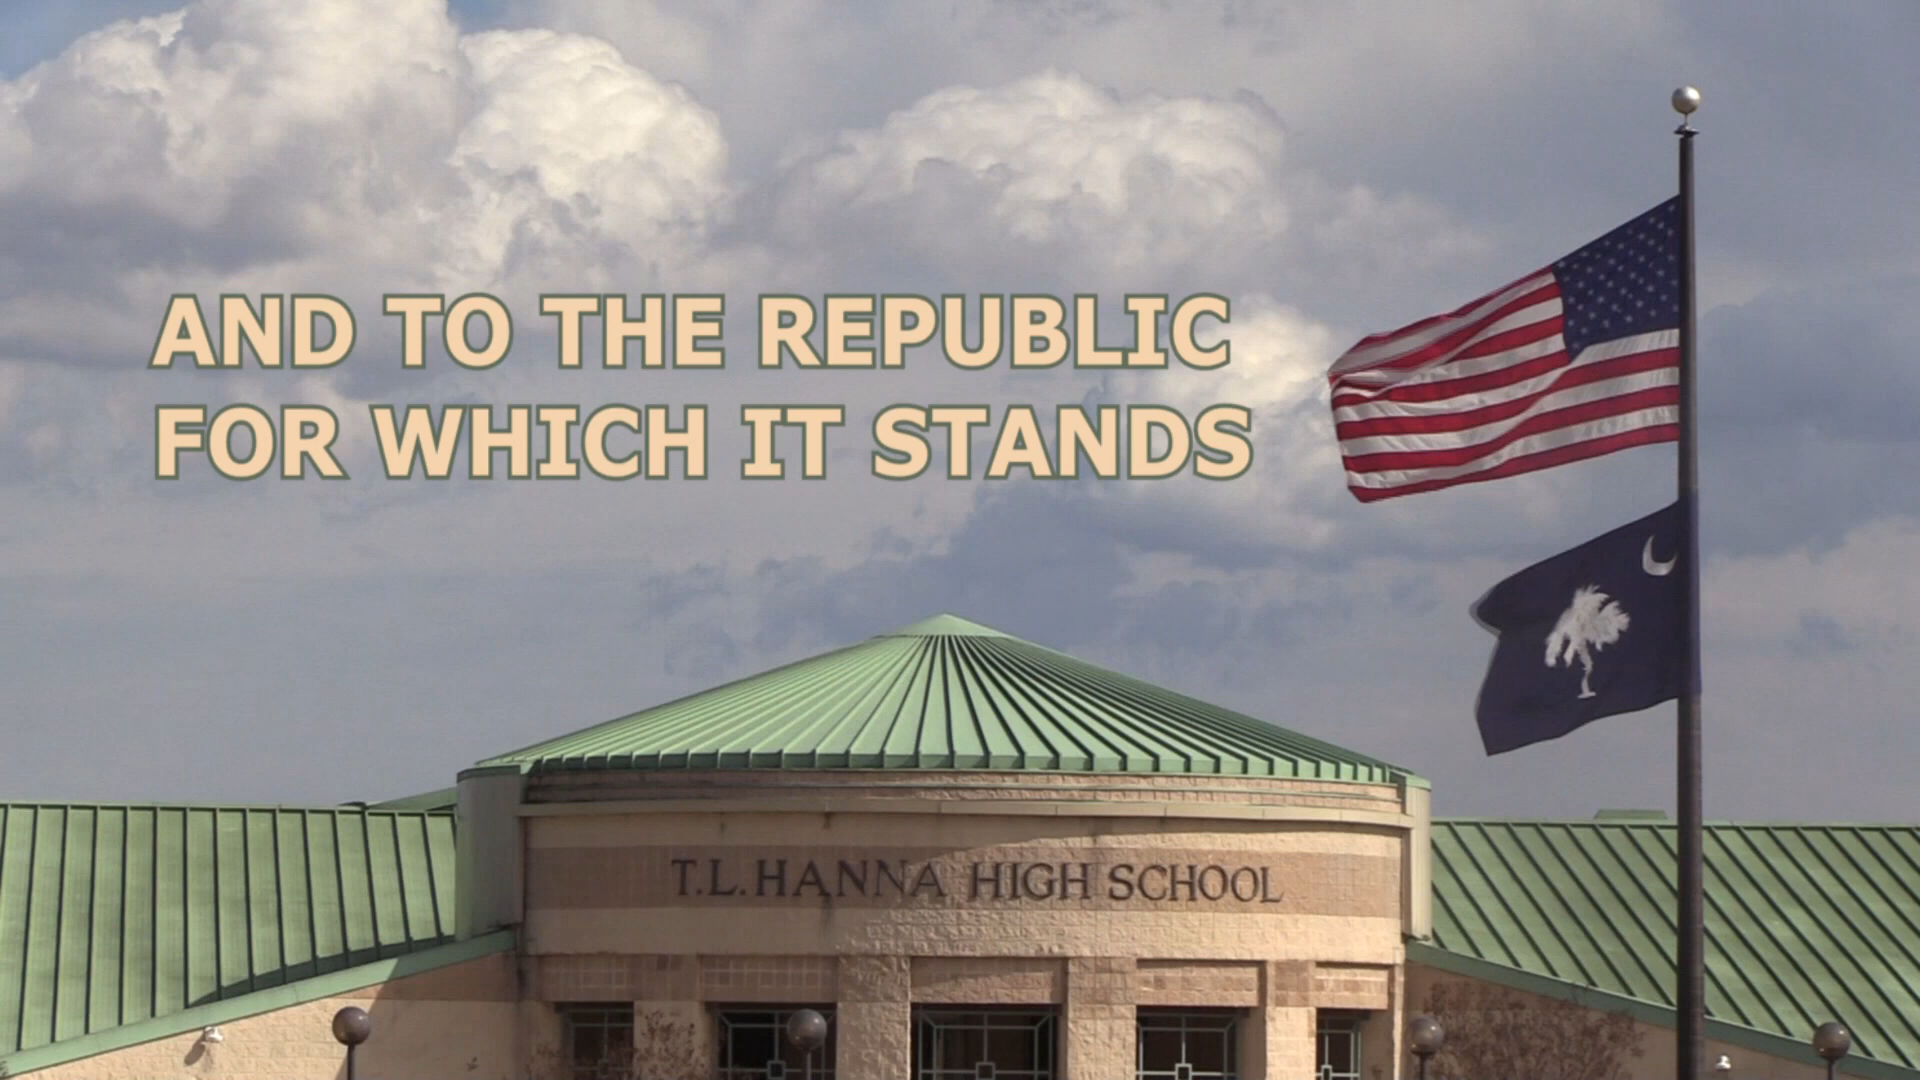 AND TO THE REPUBLIC
FOR WHICH IT STANDS
T.L. HANNA HIGH SCHOOL